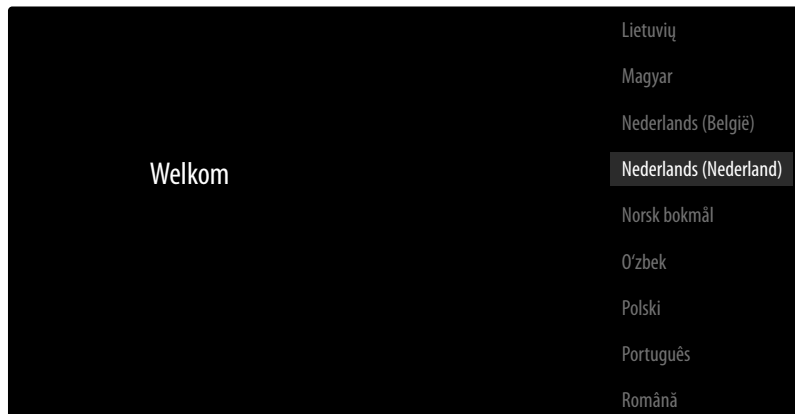 Welkom
Lietuvių
Magyar
Nederlands (België)
Nederlands (Nederland)
Norsk bokmål
O‘zbek
Polski
Português
Română